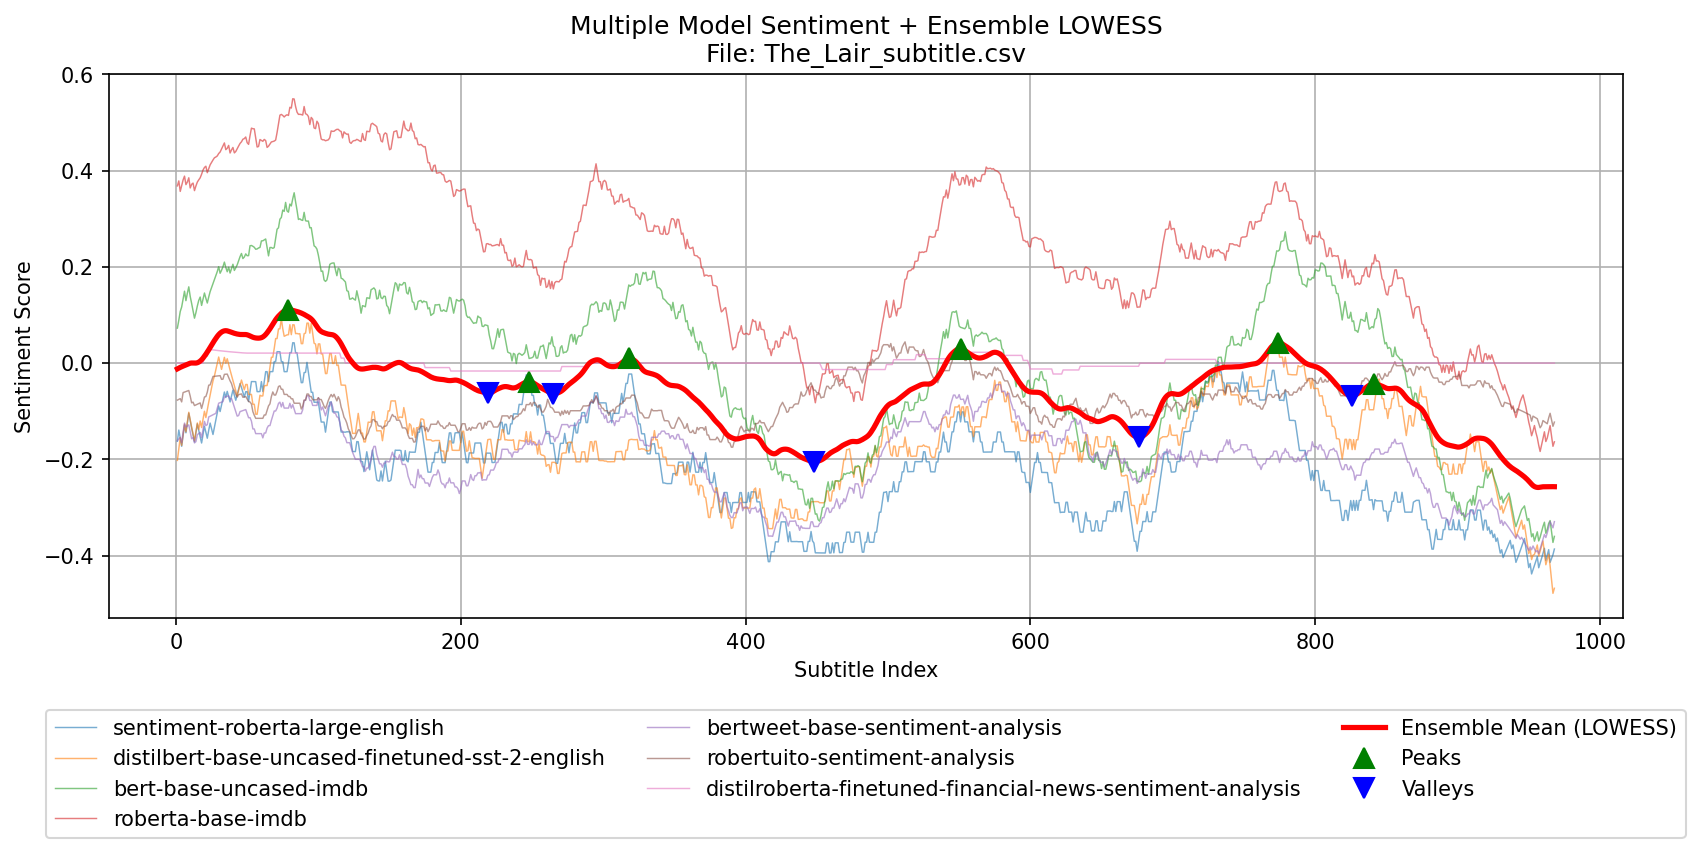 Multiple Model Sentiment + Ensemble LOWESS
File: The_Lair_subtitle.csv
Sentiment Score
0.6
0.4
0.2
0.0
−0.2
−0.4
0 200 400 600 800 1000
Subtitle Index
sentiment-roberta-large-english
distilbert-base-uncased-finetuned-sst-2-english
bert-base-uncased-imdb
roberta-base-imdb
bertweet-base-sentiment-analysis
robertuito-sentiment-analysis
distilroberta-finetuned-financial-news-sentiment-analysis
Ensemble Mean (LOWESS)
Peaks
Valleys